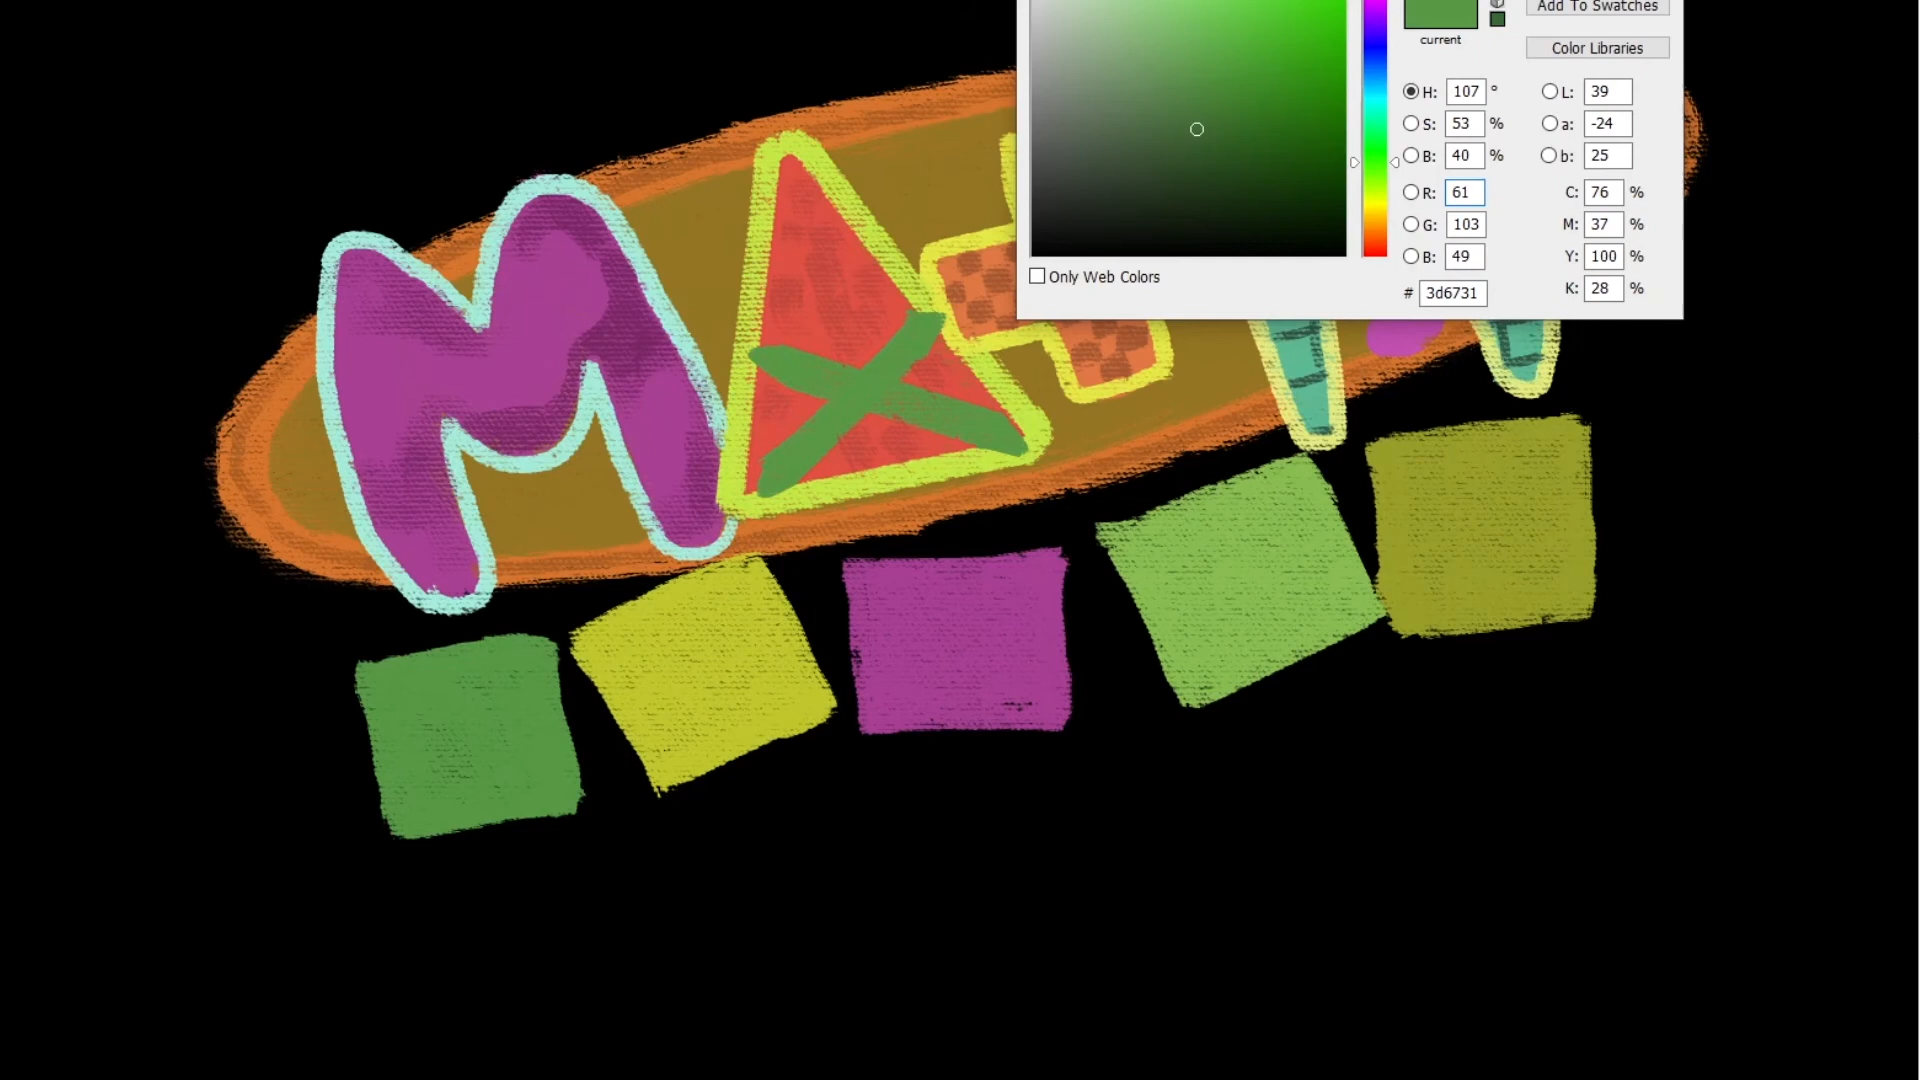 MA
Add To Swatches
current
Color Libraries
H: 107 ° L: 39
S: 53 % a: -24
B: 40 % b: 25
R: 61 C: 76 %
G: 103 M: 37 %
B: 49 Y: 100 %
Only Web Colors
# 3d6731 K: 28 %